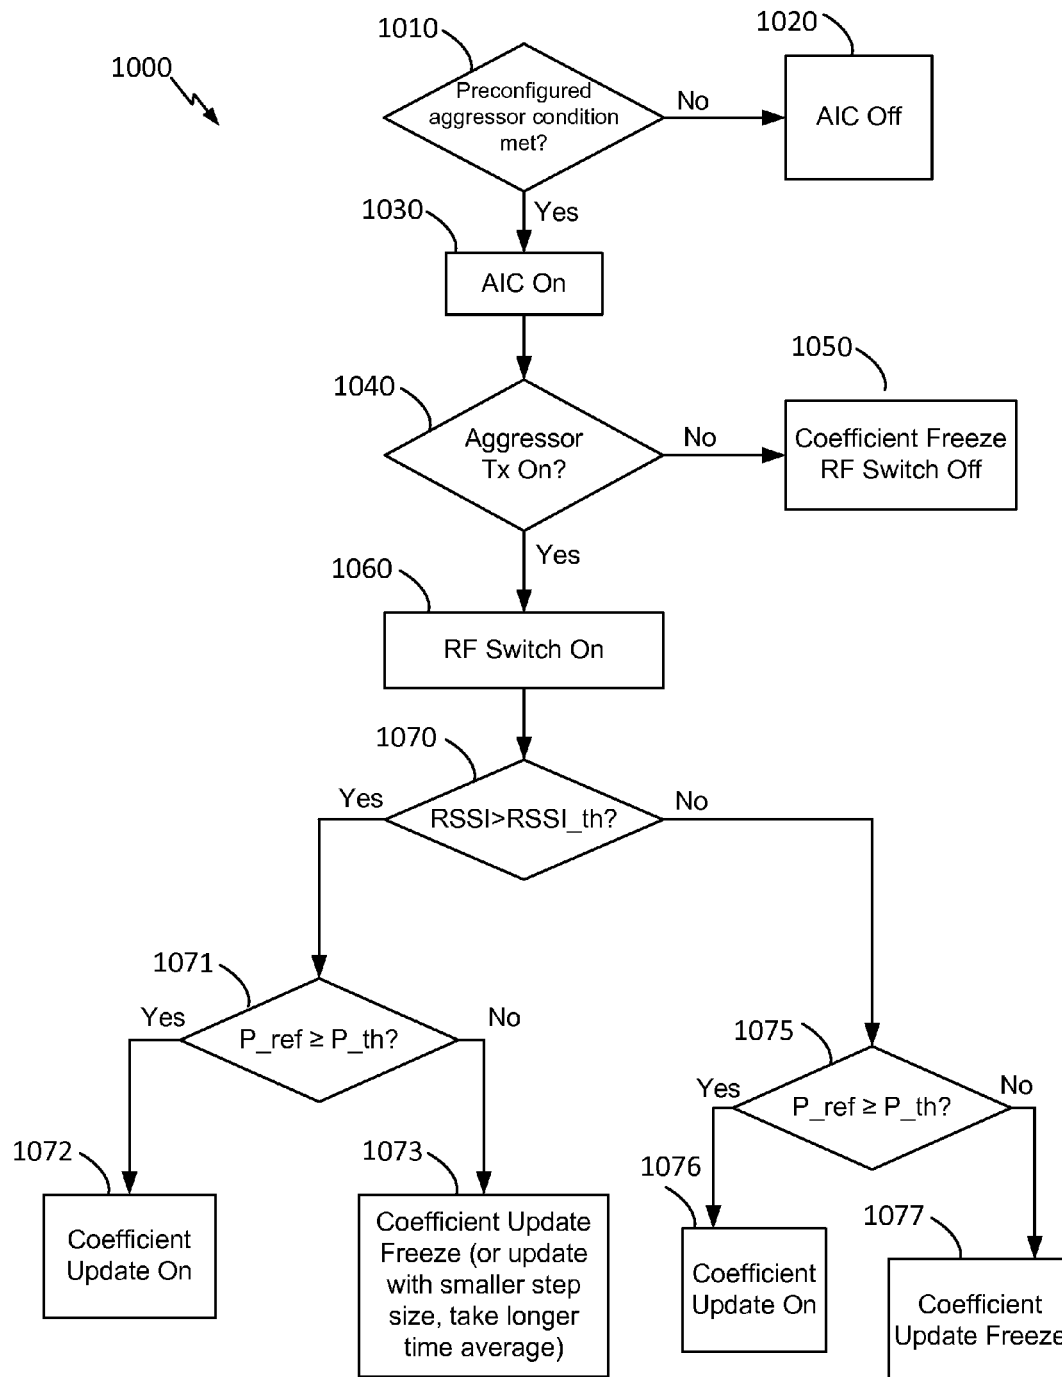 1000
1010
Preconfigured
aggressor condition
met?
No
1020
AIC Off
Yes
1030
AIC On
1040
Aggressor
Tx On?
No
1050
Coefficient Freeze
RF Switch Off
Yes
1060
RF Switch On
1070
RSSI>RSSI_th?
Yes
No
1071
P_ref ≥ P_th?
Yes
No
1075
P_ref ≥ P_th?
Yes
No
1072
Coefficient
Update On
1073
Coefficient Update
Freeze (or update
with smaller step
size, take longer
time average)
1076
Coefficient
Update On
1077
Coefficient
Update Freeze